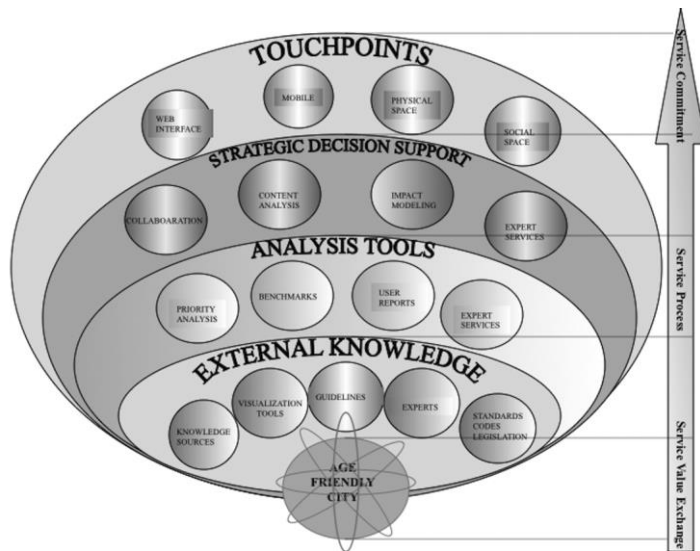 TOUCHPOINTS
WEB
INTERFACE
MOBILE
PHYSICAL
SPACE
SOCIAL
SPACE
STRATEGIC DECISION SUPPORT
COLLABOARATION
CONTENT
ANALYSIS
IMPACT
MODELING
EXPERT
SERVICES
ANALYSIS TOOLS
PRIORITY
ANALYSIS
BENCHMARKS
USER
REPORTS
EXPERT
SERVICES
EXTERNAL KNOWLEDGE
KNOWLEDGE
SOURCES
VISUALIZATION
TOOLS
GUIDELINES
EXPERTS
STANDARDS
CODES
LEGISLATION
AGE
FRIENDLY
CITY
Service Commitment
Service Process
Service Value Exchange